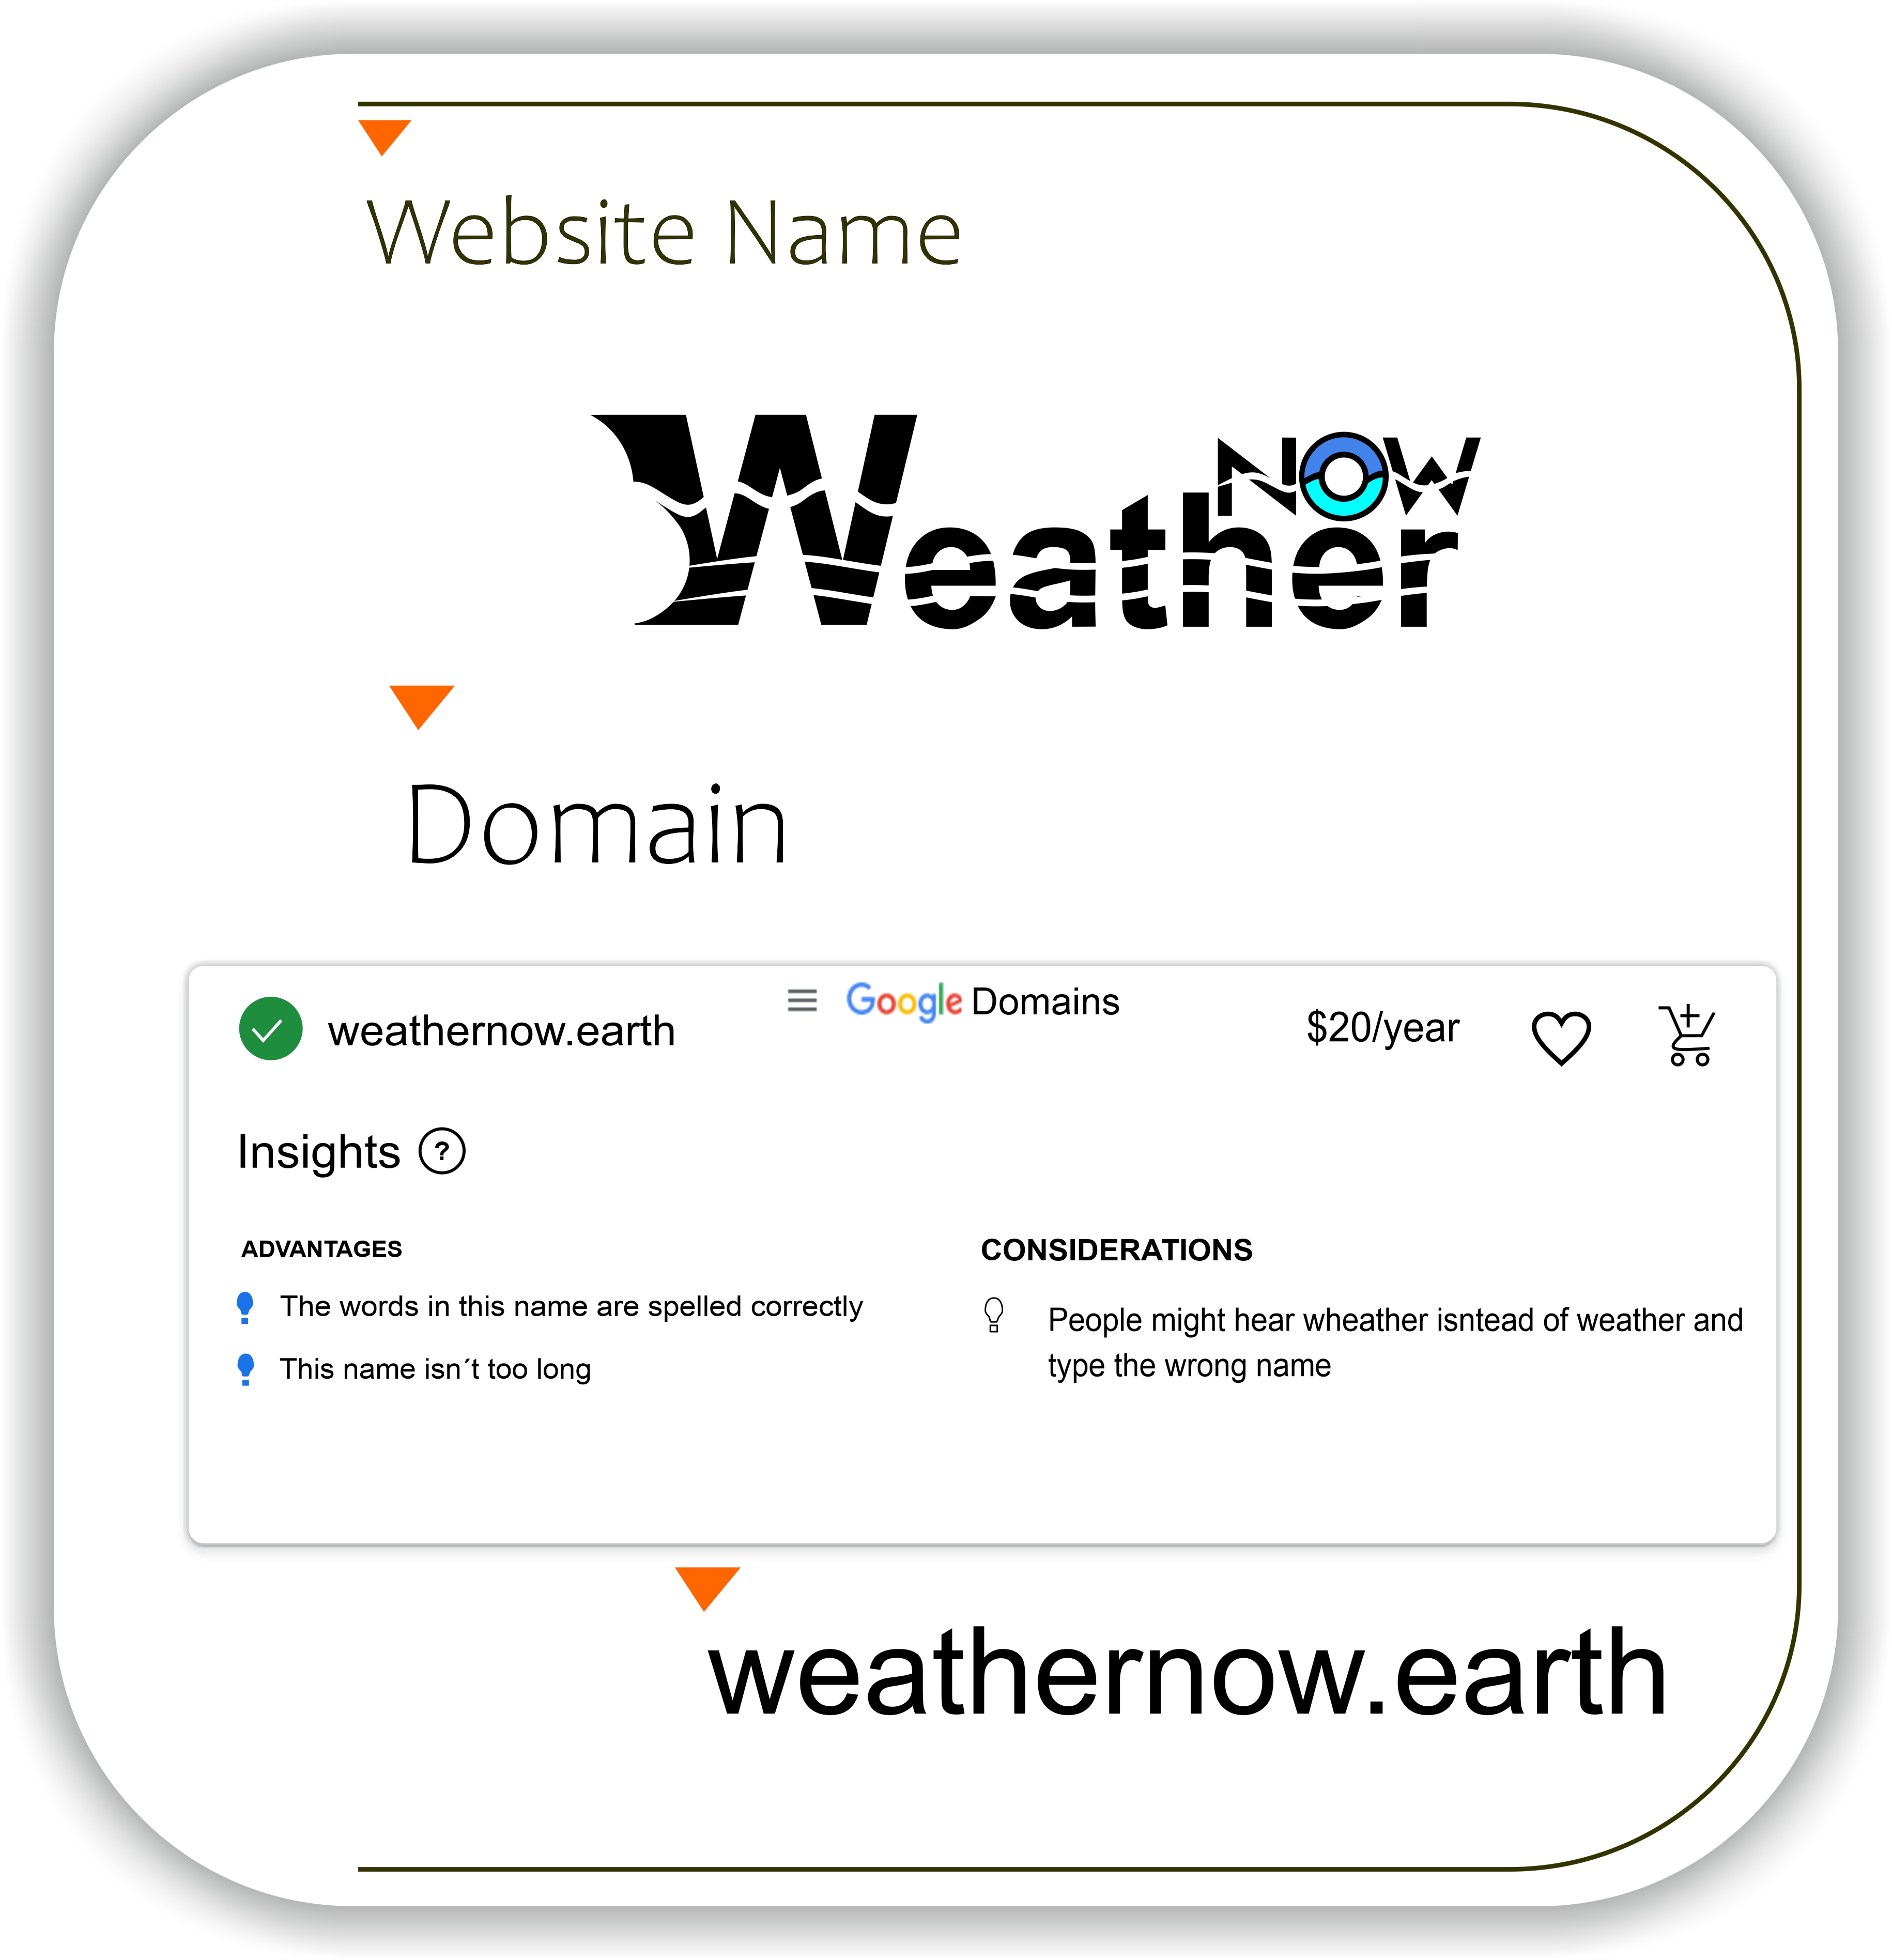 Website Name
NOW
Weather
Domain
Google Domains
weathernow.earth
$20/year
Insights ?
ADVANTAGES
The words in this name are spelled correctly
This name isn´t too long
CONSIDERATIONS
People might hear wheather isntead of weather and
type the wrong name
weathernow.earth